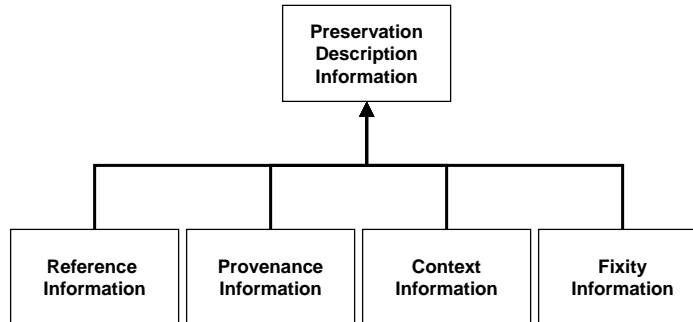 Preservation
Description
Information
Reference
Information
Provenance
Information
Context
Information
Fixity
Information